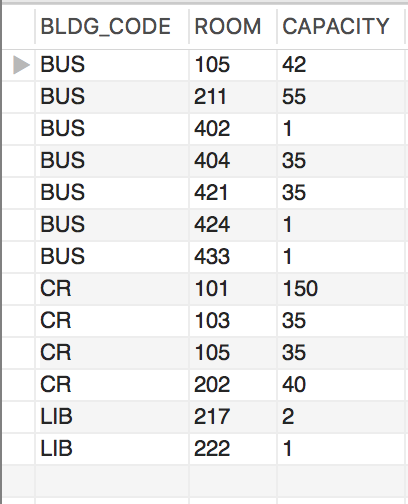 BLDG_CODE ROOM CAPACITY
BUS 105 42
BUS 211 55
BUS 402 1
BUS 404 35
BUS 421 35
BUS 424 1
BUS 433 1
CR 101 150
CR 103 35
CR 105 35
CR 202 40
LIB 217 2
LIB 222 1